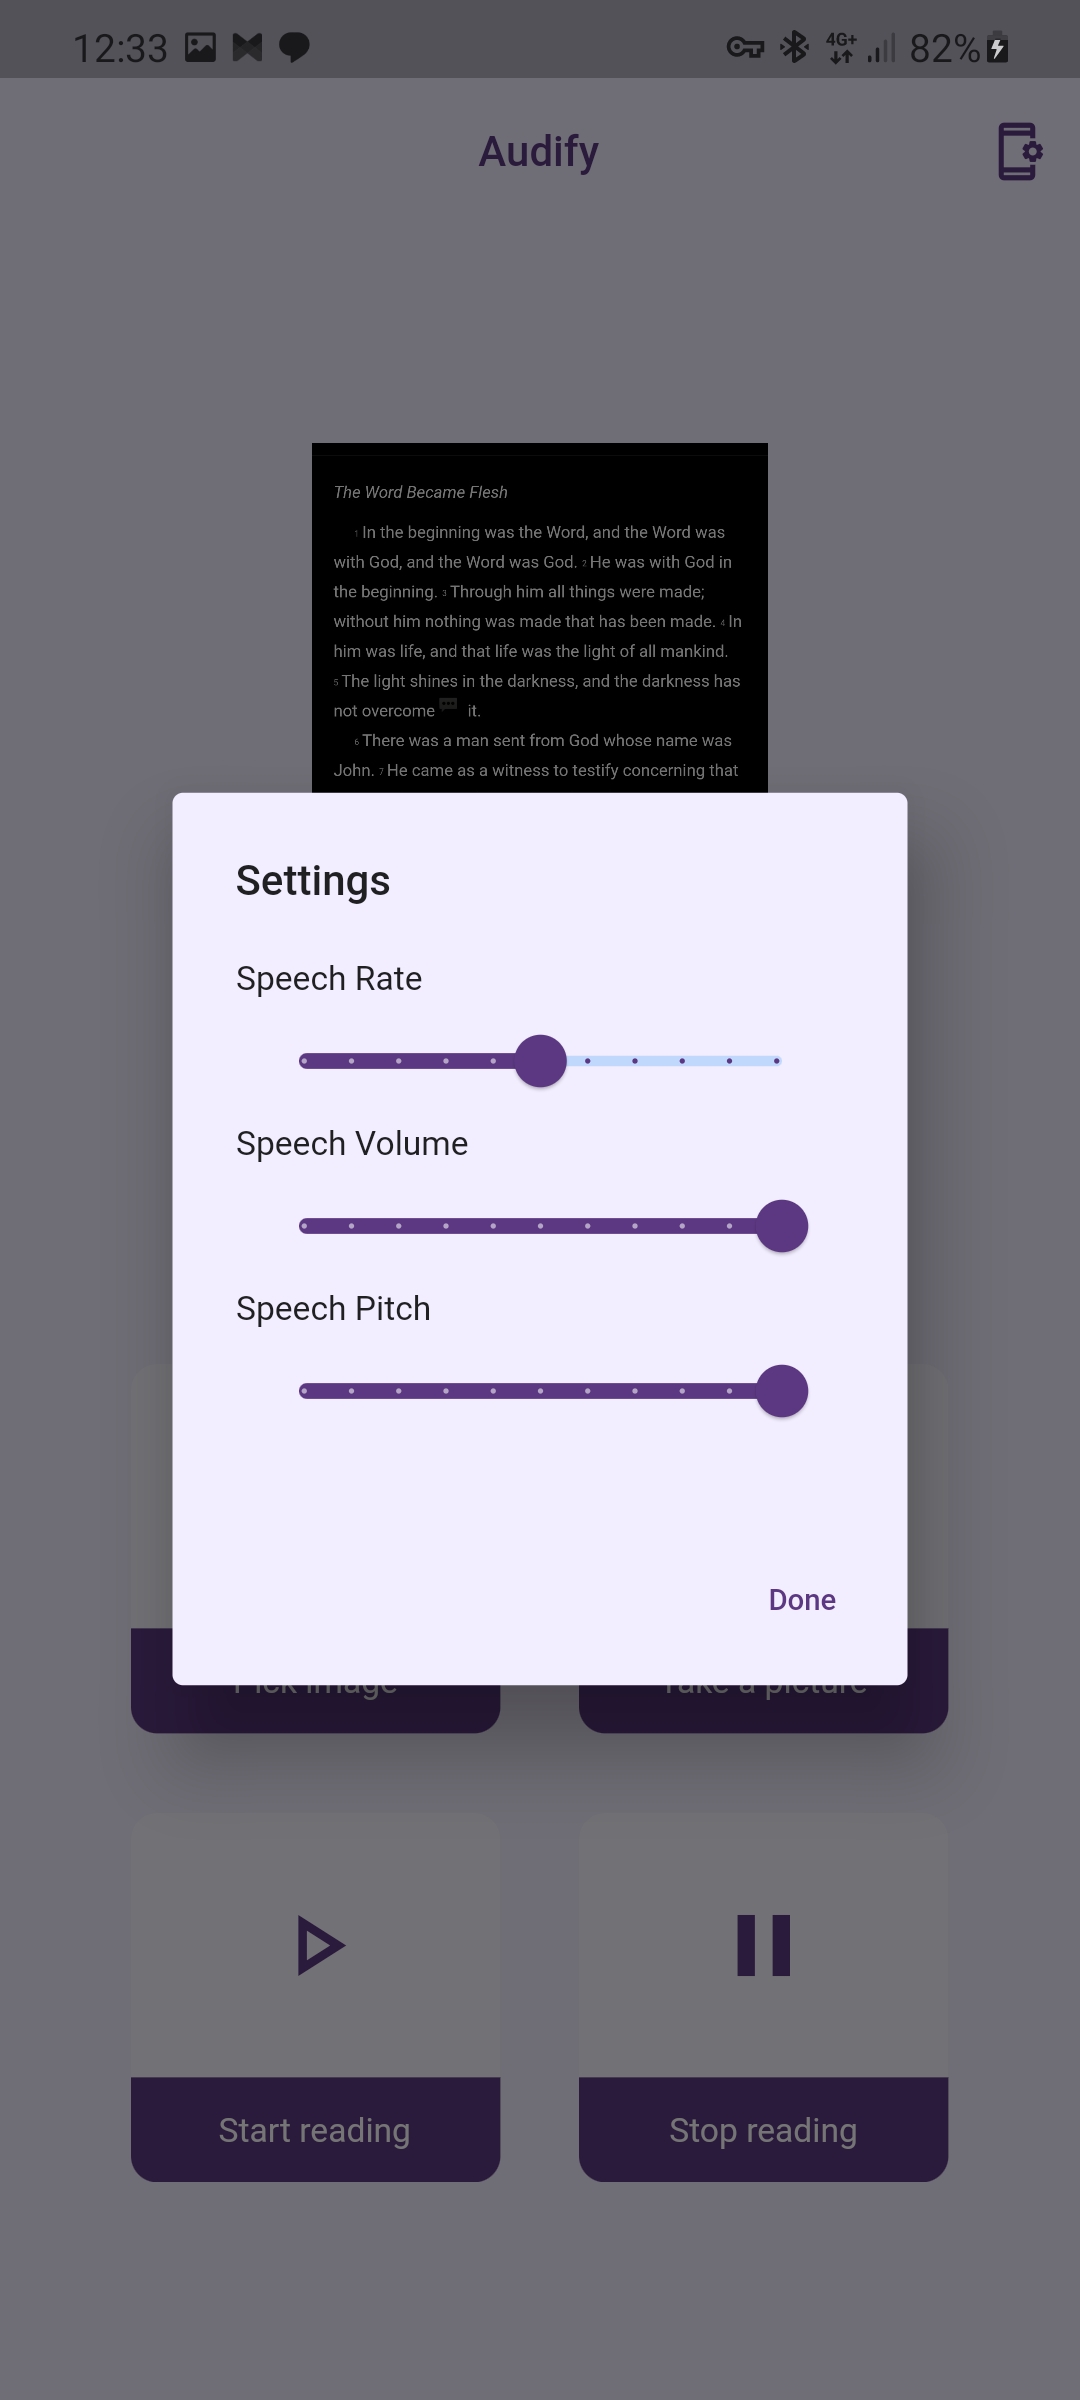 12:33 4G+ 82%
Audify
The Word Became Flesh
1 In the beginning was the Word, and the Word was
with God, and the Word was God. 2 He was with God in
the beginning. 3 Through him all things were made;
without him nothing was made that has been made. 4 In
him was life, and that life was the light of all mankind.
5 The light shines in the darkness, and the darkness has
not overcome it.
6 There was a man sent from God whose name was
John. 7 He came as a witness to testify concerning that
Settings
Speech Rate
Speech Volume
Speech Pitch
Done
Pick image Take a picture
Start reading Stop reading